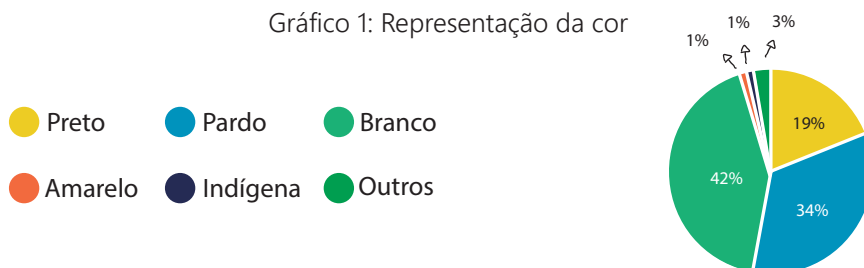 Gráfico 1: Representação da cor
1% 1% 3%
Preto Pardo Branco
Amarelo Indígena Outros
19%
42%
34%